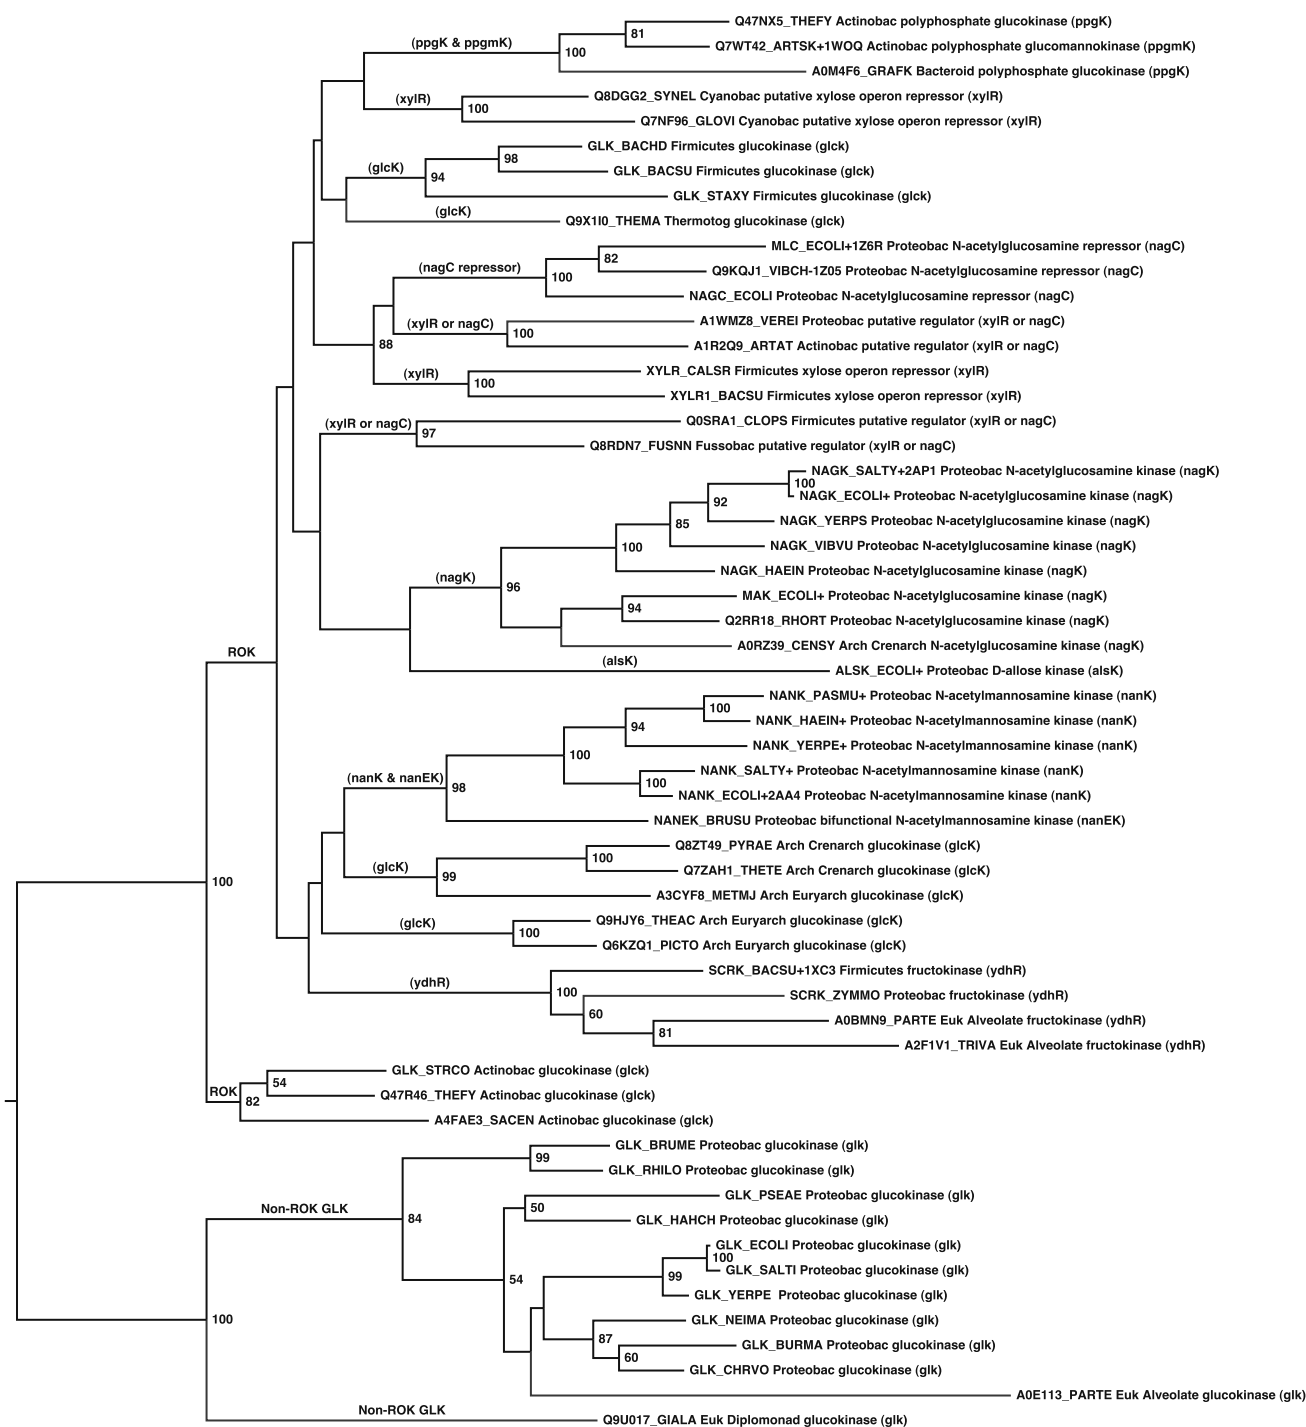 Q47NX5_THEFY Actinobac polyphosphate glucokinase (ppgK)
81
(ppgK & ppgmK)
Q7WT42_ARTSK+1WOQ Actinobac polyphosphate glucomannokinase (ppgmK)
100
A0M4F6_GRAFK Bacteroid polyphosphate glucokinase (ppgK)
Q8DGG2_SYNEL Cyanobac putative xylose operon repressor (xylR)
(xylR)
100
Q7NF96_GLOVI Cyanobac putative xylose operon repressor (xylR)
GLK_BACHD Firmicutes glucokinase (glck)
98
(glcK)
GLK_BACSU Firmicutes glucokinase (glck)
94
GLK_STAXY Firmicutes glucokinase (glck)
(glcK)
Q9X1I0_THEMA Thermotog glucokinase (glck)
MLC_ECOLI+1Z6R Proteobac N-acetylglucosamine repressor (nagC)
82
(nagC repressor)
Q9KQJ1_VIBCH-1Z05 Proteobac N-acetylglucosamine repressor (nagC)
100
NAGC_ECOLI Proteobac N-acetylglucosamine repressor (nagC)
A1WMZ8_VEREI Proteobac putative regulator (xylR or nagC)
(xylR or nagC)
100
88
A1R2Q9_ARTAT Actinobac putative regulator (xylR or nagC)
XYLR_CALSR Firmicutes xylose operon repressor (xylR)
(xylR)
100
XYLR1_BACSU Firmicutes xylose operon repressor (xylR)
Q0SRA1_CLOPS Firmicutes putative regulator (xylR or nagC)
(xylR or nagC)
97
Q8RDN7_FUSNN Fussobac putative regulator (xylR or nagC)
NAGK_SALTY+2AP1 Proteobac N-acetylglucosamine kinase (nagK)
100
NAGK_ECOLI+ Proteobac N-acetylglucosamine kinase (nagK)
92
NAGK_YERPS Proteobac N-acetylglucosamine kinase (nagK)
85
NAGK_VIBVU Proteobac N-acetylglucosamine kinase (nagK)
100
NAGK_HAEIN Proteobac N-acetylglucosamine kinase (nagK)
(nagK)
96
MAK_ECOLI+ Proteobac N-acetylglucosamine kinase (nagK)
94
Q2RR18_RHORT Proteobac N-acetylglucosamine kinase (nagK)
A0RZ39_CENSY Arch Crenarch N-acetylglucosamine kinase (nagK)
ROK
(alsK)
ALSK_ECOLI+ Proteobac D-allose kinase (alsK)
NANK_PASMU+ Proteobac N-acetylmannosamine kinase (nanK)
100
NANK_HAEIN+ Proteobac N-acetylmannosamine kinase (nanK)
94
NANK_YERPE+ Proteobac N-acetylmannosamine kinase (nanK)
100
NANK_SALTY+ Proteobac N-acetylmannosamine kinase (nanK)
100
(nanK & nanEK)
98
NANK_ECOLI+2AA4 Proteobac N-acetylmannosamine kinase (nanK)
NANEK_BRUSU Proteobac bifunctional N-acetylmannosamine kinase (nanEK)
Q8ZT49_PYRAE Arch Crenarch glucokinase (glcK)
100
(glcK)
Q7ZAH1_THETE Arch Crenarch glucokinase (glcK)
99
100
A3CYF8_METMJ Arch Euryarch glucokinase (glcK)
Q9HJY6_THEAC Arch Euryarch glucokinase (glcK)
(glcK)
100
Q6KZQ1_PICTO Arch Euryarch glucokinase (glcK)
SCRK_BACSU+1XC3 Firmicutes fructokinase (ydhR)
(ydhR)
100
SCRK_ZYMMO Proteobac fructokinase (ydhR)
60
A0BMN9_PARTE Euk Alveolate fructokinase (ydhR)
81
A2F1V1_TRIVA Euk Alveolate fructokinase (ydhR)
GLK_STRCO Actinobac glucokinase (glck)
54
ROK
Q47R46_THEFY Actinobac glucokinase (glck)
82
A4FAE3_SACEN Actinobac glucokinase (glck)
GLK_BRUME Proteobac glucokinase (glk)
99
GLK_RHILO Proteobac glucokinase (glk)
GLK_PSEAE Proteobac glucokinase (glk)
50
Non-ROK GLK
84
GLK_HAHCH Proteobac glucokinase (glk)
GLK_ECOLI Proteobac glucokinase (glk)
100
GLK_SALTI Proteobac glucokinase (glk)
99
54
GLK_YERPE Proteobac glucokinase (glk)
100
GLK_NEIMA Proteobac glucokinase (glk)
87
GLK_BURMA Proteobac glucokinase (glk)
60
GLK_CHRVO Proteobac glucokinase (glk)
A0E113_PARTE Euk Alveolate glucokinase (glk)
Non-ROK GLK
Q9U017_GIALA Euk Diplomonad glucokinase (glk)